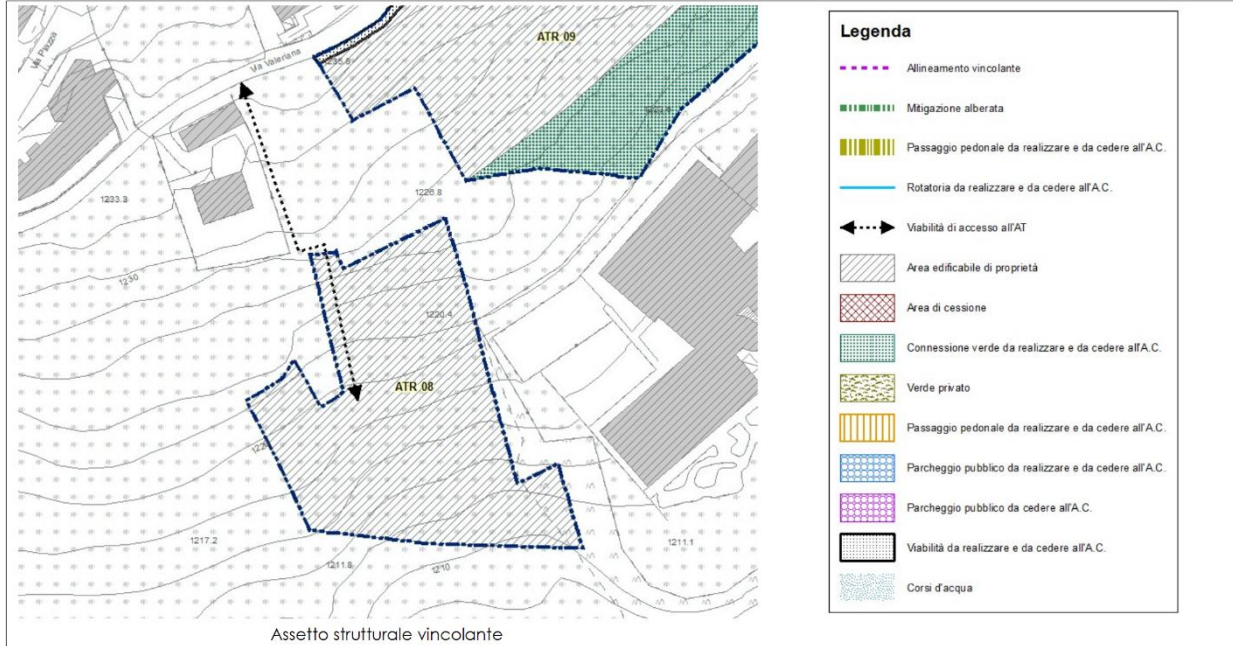 ATR 09
Via Piazza
Via Valeriana
1235.8
1233.3
1226.8
1230
1220.4
ATR 08
1217.2
1211.8
1210
1211.1
Assetto strutturale vincolante
Legenda
Allineamento vincolante
Mitigazione alberata
Passaggio pedonale da realizzare e da cedere all'A.C.
Rotatoria da realizzare e da cedere all'A.C.
Viabilità di accesso all'AT
Area edificabile di proprietà
Area di cessione
Connessione verde da realizzare e da cedere all'A.C.
Verde privato
Passaggio pedonale da realizzare e da cedere all'A.C.
Parcheggio pubblico da realizzare e da cedere all'A.C.
Parcheggio pubblico da cedere all'A.C.
Viabilità da realizzare e da cedere all'A.C.
Corsi d'acqua